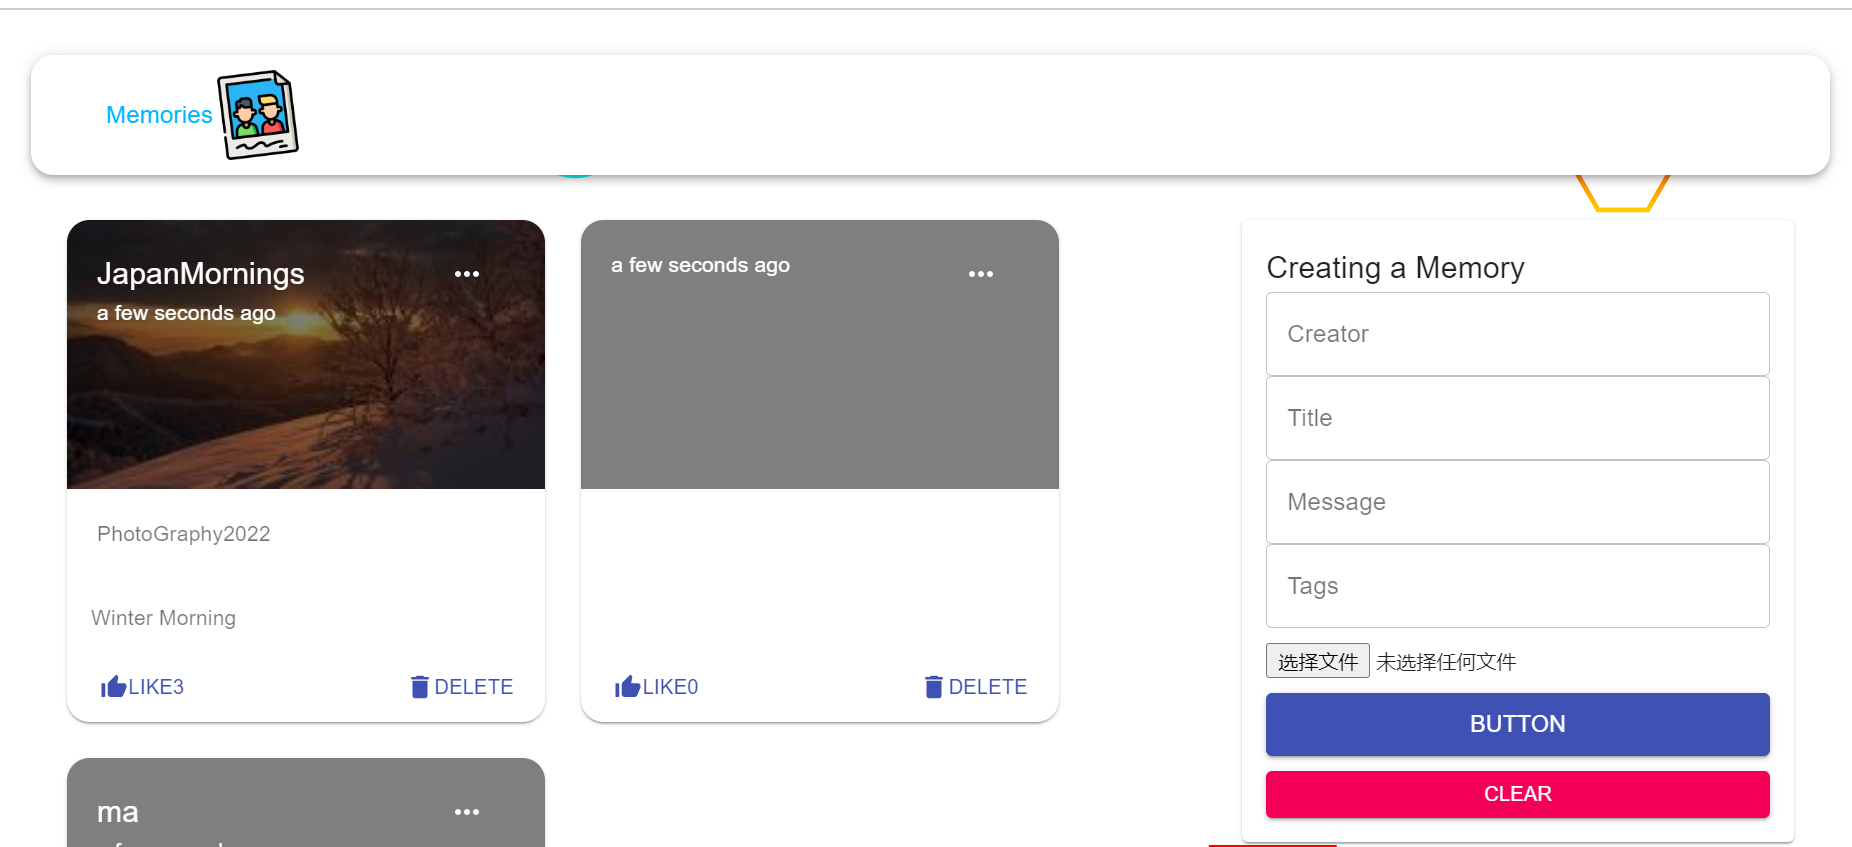 Memories
JapanMornings
a few seconds ago
PhotoGraphy2022
Winter Morning
LIKE3
DELETE
a few seconds ago
LIKE0
DELETE
ma
Creating a Memory
Creator
Title
Message
Tags
选择文件 未选择任何文件
BUTTON
CLEAR